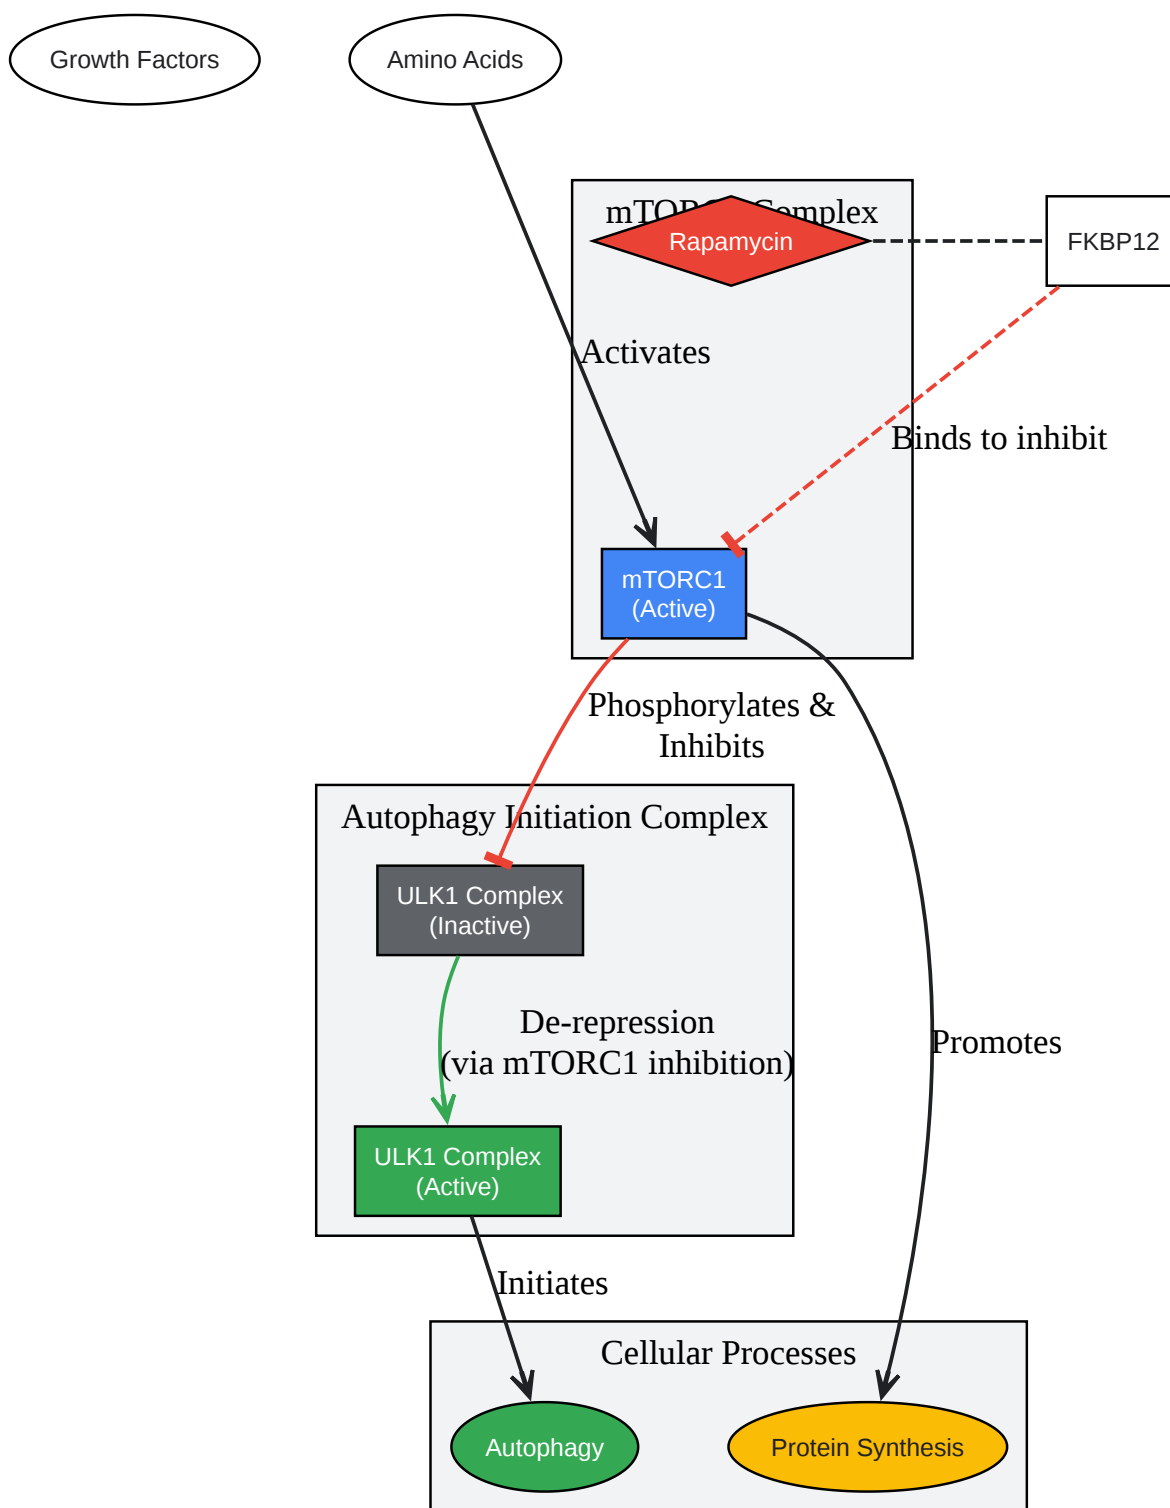 Growth Factors
Amino Acids
Complex
Rapamycin
FKBP12
Activates
Binds to inhibit
mTORC1
(Active)
Phosphorylates &
Inhibits
Autophagy Initiation Complex
ULK1 Complex
(Inactive)
De-repression
(via mTORC1 inhibition)
Promotes
ULK1 Complex
(Active)
Initiates
Cellular Processes
Autophagy
Protein Synthesis